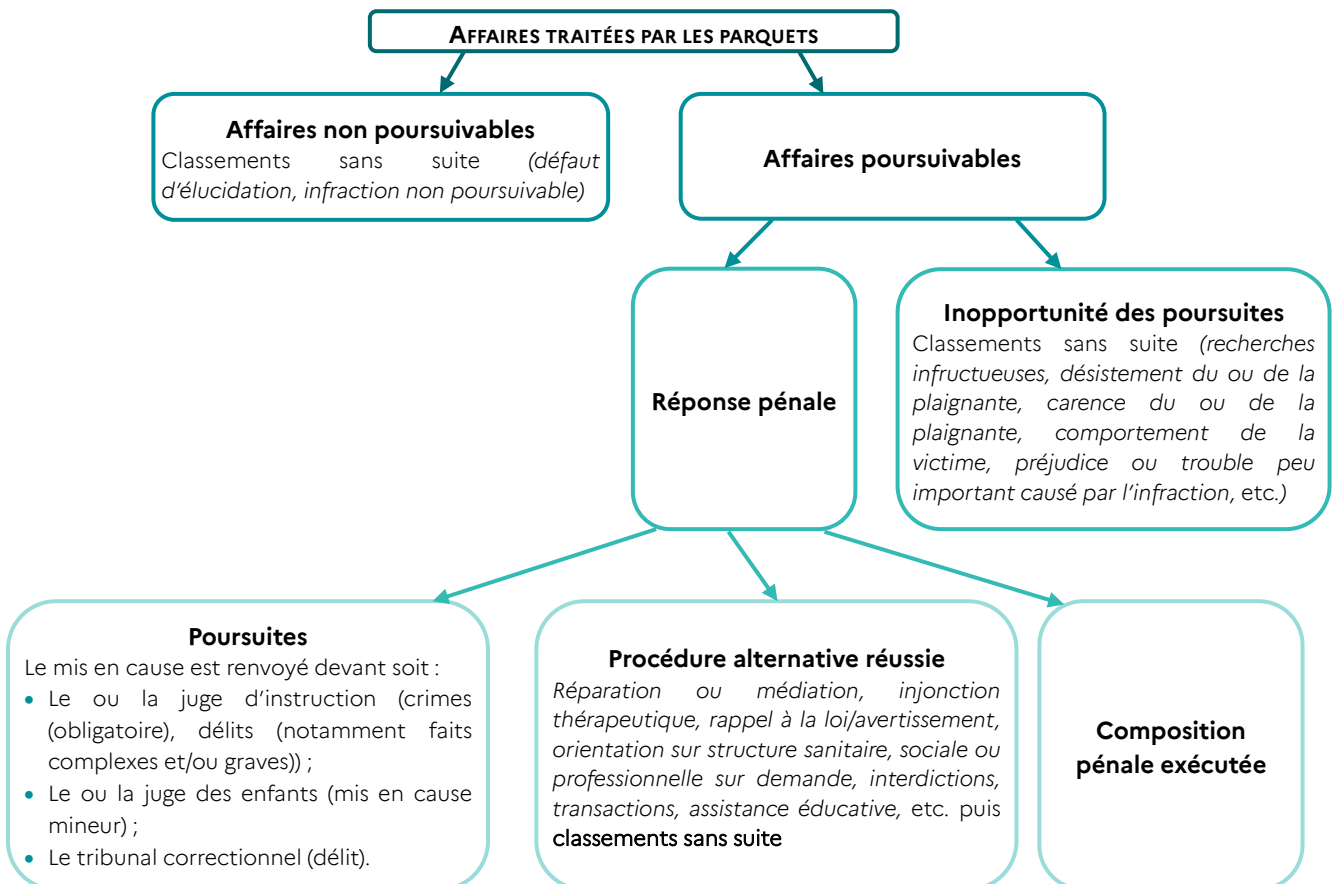 AFFAIRES TRAITÉES PAR LES PARQUETS
Affaires non poursuivables
Classements sans suite (défaut
d'élucidation, infraction non poursuivable)
Affaires poursuivables
Réponse pénale
Inopportunité des poursuites
Classements sans suite (recherches
infructueuses, désistement du ou de la
plaignante, carence du ou de la
plaignante, comportement de la
victime, préjudice ou trouble peu
important causé par l'infraction, etc.)
Poursuites
Le mis en cause est renvoyé devant soit :
• Le ou la juge d'instruction (crimes
(obligatoire), délits (notamment faits
complexes et/ou graves)) ;
• Le ou la juge des enfants (mis en cause
mineur) ;
• Le tribunal correctionnel (délit).
Procédure alternative réussie
Réparation ou médiation, injonction
thérapeutique, rappel à la loi/avertissement,
orientation sur structure sanitaire, sociale ou
professionnelle sur demande, interdictions,
transactions, assistance éducative, etc. puis
classements sans suite
Composition
pénale exécutée